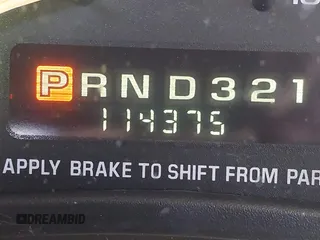 PRND321
114375
APPLY BRAKE TO SHIFT FROM PAR
DREAMBID